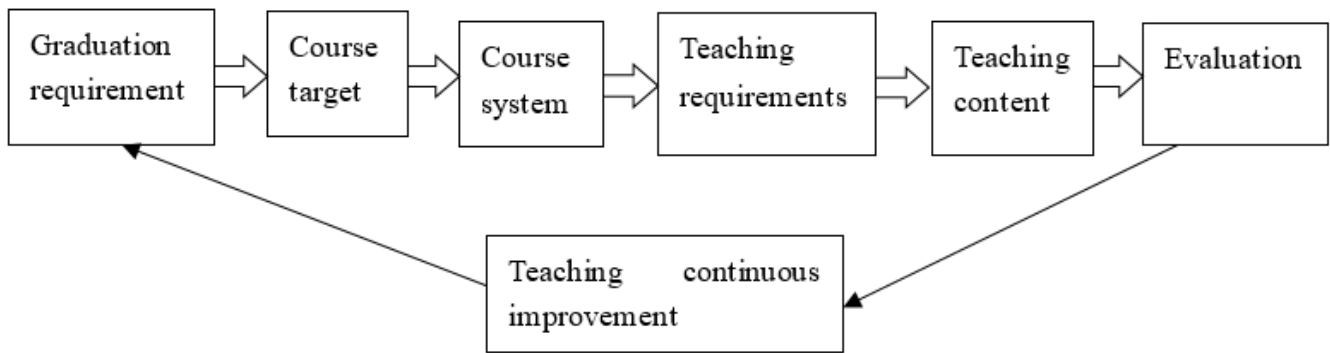 Graduation
requirement
Course
target
Course
system
Teaching
requirements
Teaching
content
Evaluation
Teaching continuous
improvement